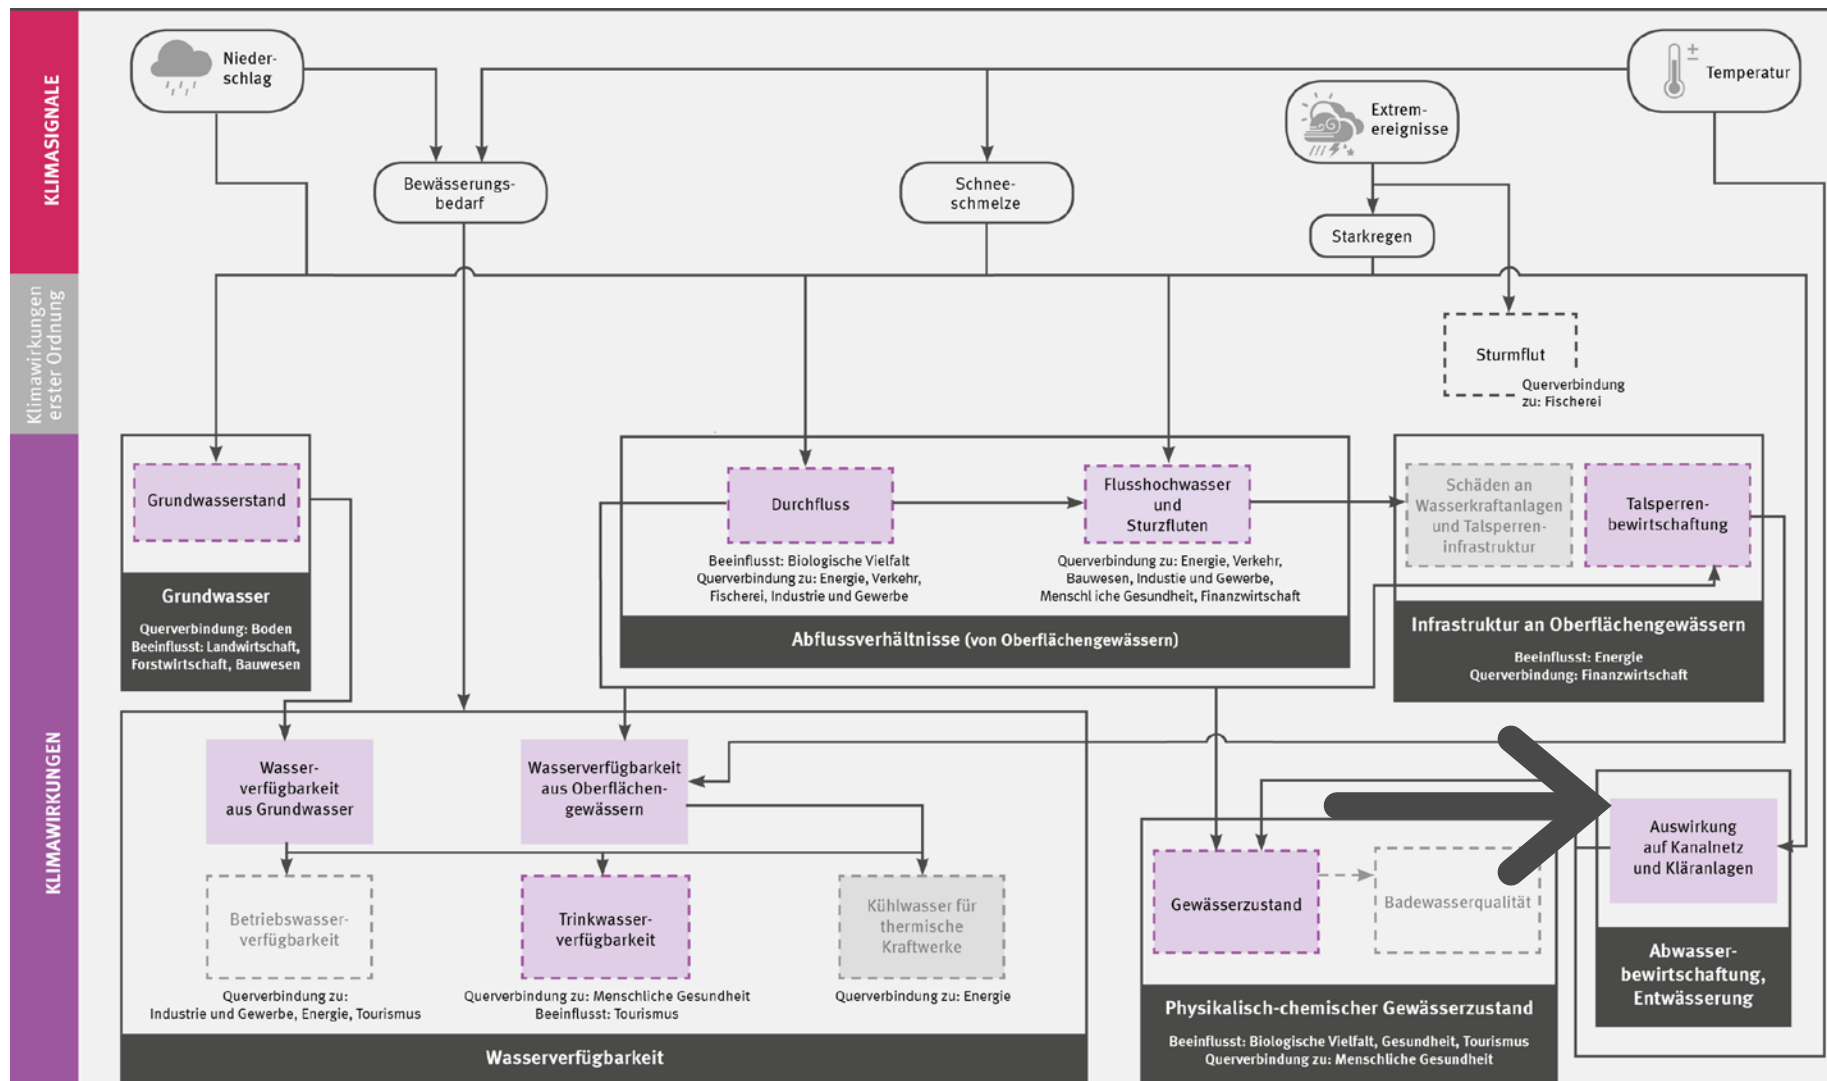 KLIMASIGNALE
Nieder-
schlag
±
Temperatur
Extrem-
ereignisse
Bewässerungs-
bedarf
Schnee-
schmelze
Starkregen
Klimawirkungen
erster Ordnung
Sturmflut
Querverbindung
zu: Fischerei
KLIMAWIRKUNGEN
Grundwasserstand
Grundwasser
Querverbindung: Boden
Beeinflusst: Landwirtschaft,
Forstwirtschaft, Bauwesen
Durchfluss
Beeinflusst: Biologische Vielfalt
Querverbindung zu: Energie, Verkehr,
Fischerei, Industrie und Gewerbe
Flusshochwasser
und
Sturzfluten
Querverbindung zu: Energie, Verkehr,
Bauwesen, Industie und Gewerbe,
Menschl iche Gesundheit, Finanzwirtschaft
Abflussverhältnisse (von Oberflächengewässern)
Schäden an
Wasserkraftanlagen
und Talsperren-
infrastruktur
Talsperren-
bewirtschaftung
Infrastruktur an Oberflächengewässern
Beeinflusst: Energie
Querverbindung: Finanzwirtschaft
Wasser-
verfügbarkeit
aus Grundwasser
Wasserverfügbarkeit
aus Oberflächen-
gewässern
Betriebswasser-
verfügbarkeit
Querverbindung zu:
Industrie und Gewerbe, Energie, Tourismus
Trinkwasser-
verfügbarkeit
Querverbindung zu: Menschliche Gesundheit
Beeinflusst: Tourismus
Kühlwasser für
thermische
Kraftwerke
Querverbindung zu: Energie
Wasserverfügbarkeit
Gewässerzustand
Badewasserqualität
Physikalisch-chemischer Gewässerzustand
Beeinflusst: Biologische Vielfalt, Gesundheit, Tourismus
Querverbindung zu: Menschliche Gesundheit
Auswirkung
auf Kanalnetz
und Kläranlagen
Abwasser-
bewirtschaftung,
Entwässerung